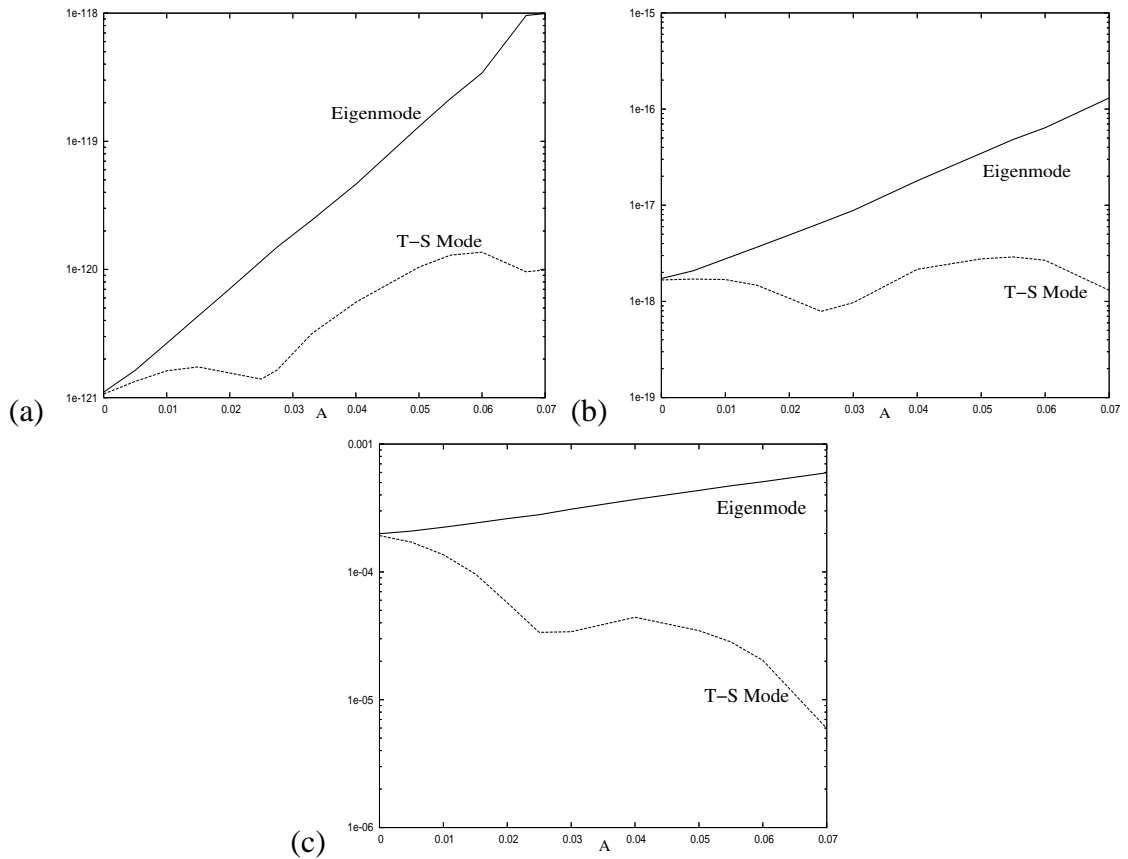 1e-118
1e-119
1e-120
1e-121
Eigenmode
T–S Mode
0 0.01 0.02 0.03 0.04 0.05 0.06 0.07
A
(a)
1e-15
1e-16
1e-17
1e-18
1e-19
Eigenmode
T–S Mode
0 0.01 0.02 0.03 0.04 0.05 0.06 0.07
A
(b)
0.001
1e-04
1e-05
1e-06
Eigenmode
T–S Mode
0 0.01 0.02 0.03 0.04 0.05 0.06 0.07
A
(c)